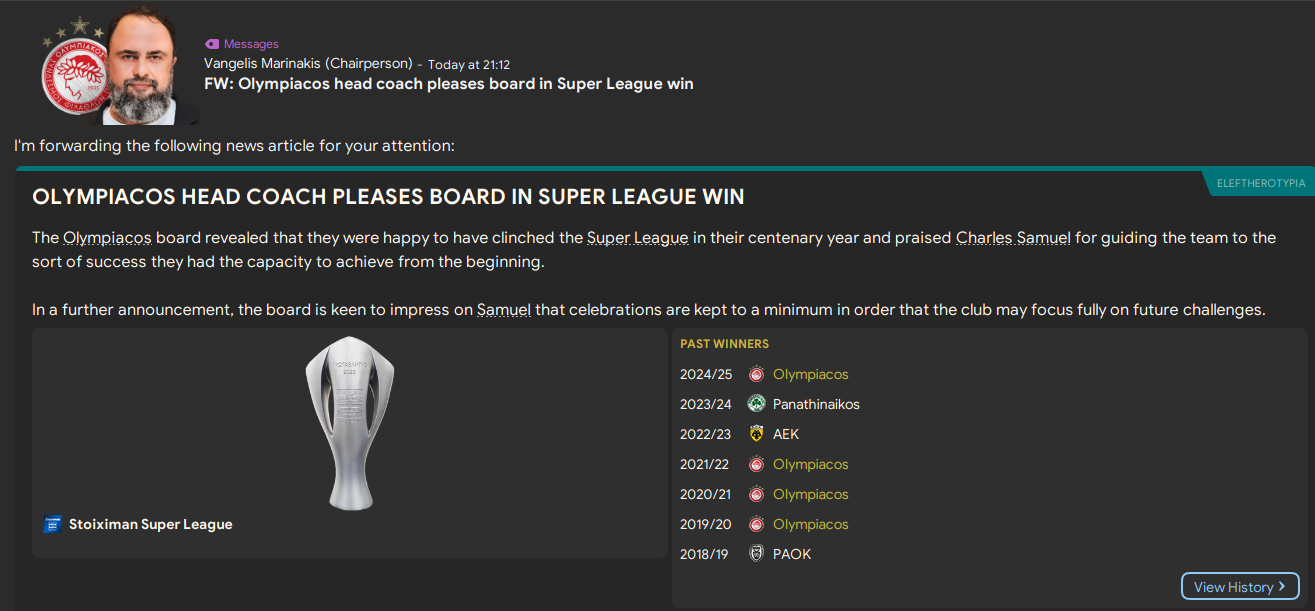 Messages
Vangelis Marinakis (Chairperson) - Today at 21:12
FW: Olympiacos head coach pleases board in Super League win
I'm forwarding the following news article for your attention:
ELEFTHEROTYPIA
OLYMPIACOS HEAD COACH PLEASES BOARD IN SUPER LEAGUE WIN
The Olympiacos board revealed that they were happy to have clinched the Super League in their centenary year and praised Charles Samuel for guiding the team to the
sort of success they had the capacity to achieve from the beginning.
In a further announcement, the board is keen to impress on Samuel that celebrations are kept to a minimum in order that the club may focus fully on future challenges.
Stoiximan Super League
PAST WINNERS
2024/25 Olympiacos
2023/24 Panathinaikos
2022/23 AEK
2021/22 Olympiacos
2020/21 Olympiacos
2019/20 Olympiacos
2018/19 PAOK
View History